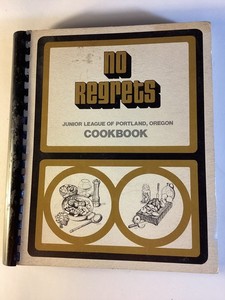 no
Regrets
JUNIOR LEAGUE OF PORTLAND, OREGON
COOKBOOK